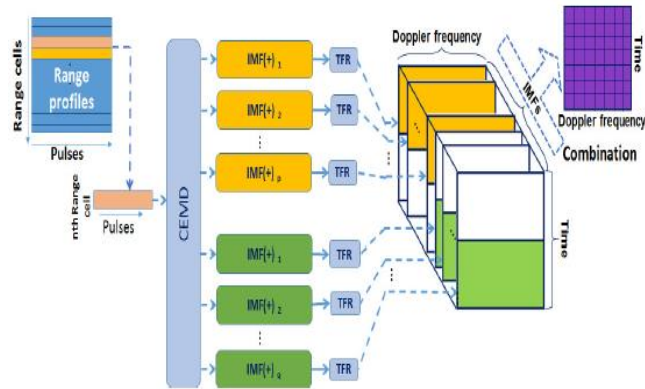 Range cells
Range
profiles
Pulses
nth Range
cell
Pulses
CEMD
IMF(+) 1
TFR
IMF(+) 2
TFR
⋮
IMF(+) p
TFR
⋮
IMF(+) 1
TFR
IMF(+) 2
TFR
⋮
⋮
IMF(+) q
TFR
Doppler frequency
IMFs
Time
Time
Doppler frequency
Combination